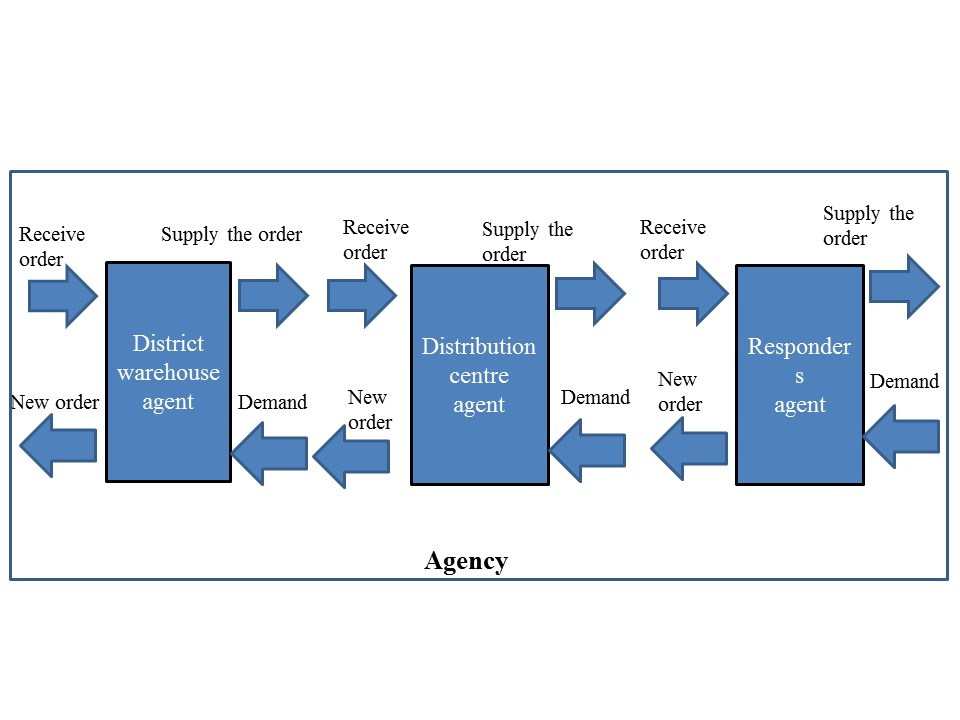 Receive
order
Supply the order
Receive
order
Supply the
order
Receive
order
Supply the
order
District
warehouse
agent
Distribution
centre
agent
Responder
s
agent
New order
Demand
New
order
Demand
New
order
Demand
Agency